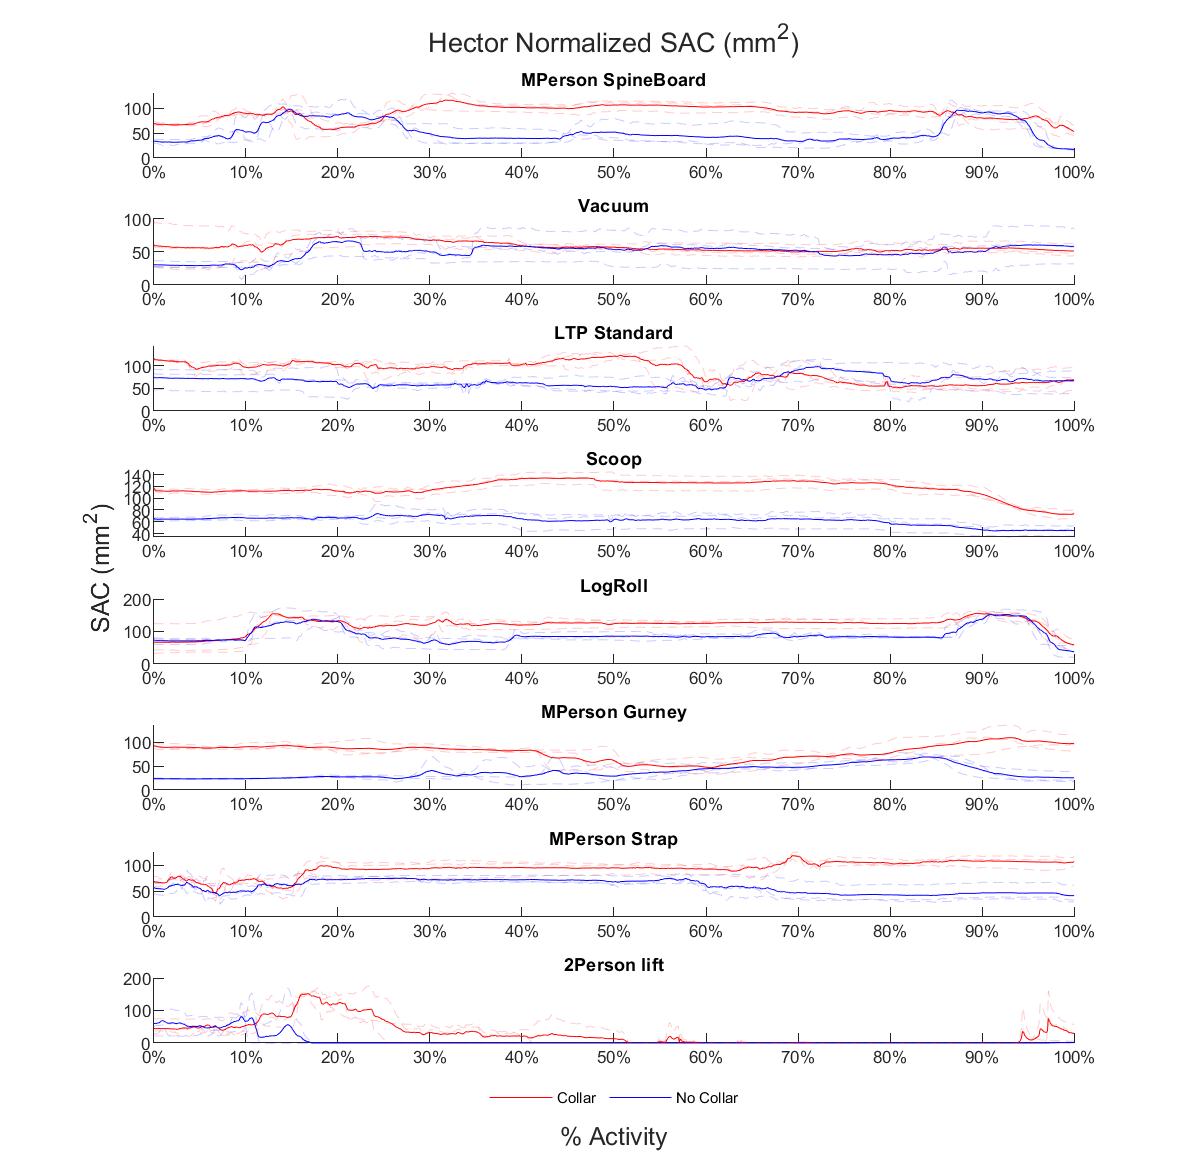 Hector Normalized SAC (mm²)
MPerson SpineBoard
100
50
0
0% 10% 20% 30% 40% 50% 60% 70% 80% 90% 100%
Vacuum
100
50
0
0% 10% 20% 30% 40% 50% 60% 70% 80% 90% 100%
LTP Standard
100
50
0
0% 10% 20% 30% 40% 50% 60% 70% 80% 90% 100%
Scoop
140
120
100
80
60
40
0% 10% 20% 30% 40% 50% 60% 70% 80% 90% 100%
SAC (mm²)
LogRoll
200
100
0
0% 10% 20% 30% 40% 50% 60% 70% 80% 90% 100%
MPerson Gurney
100
50
0
0% 10% 20% 30% 40% 50% 60% 70% 80% 90% 100%
MPerson Strap
100
50
0
0% 10% 20% 30% 40% 50% 60% 70% 80% 90% 100%
2Person lift
200
100
0
0% 10% 20% 30% 40% 50% 60% 70% 80% 90% 100%
Collar No Collar
% Activity